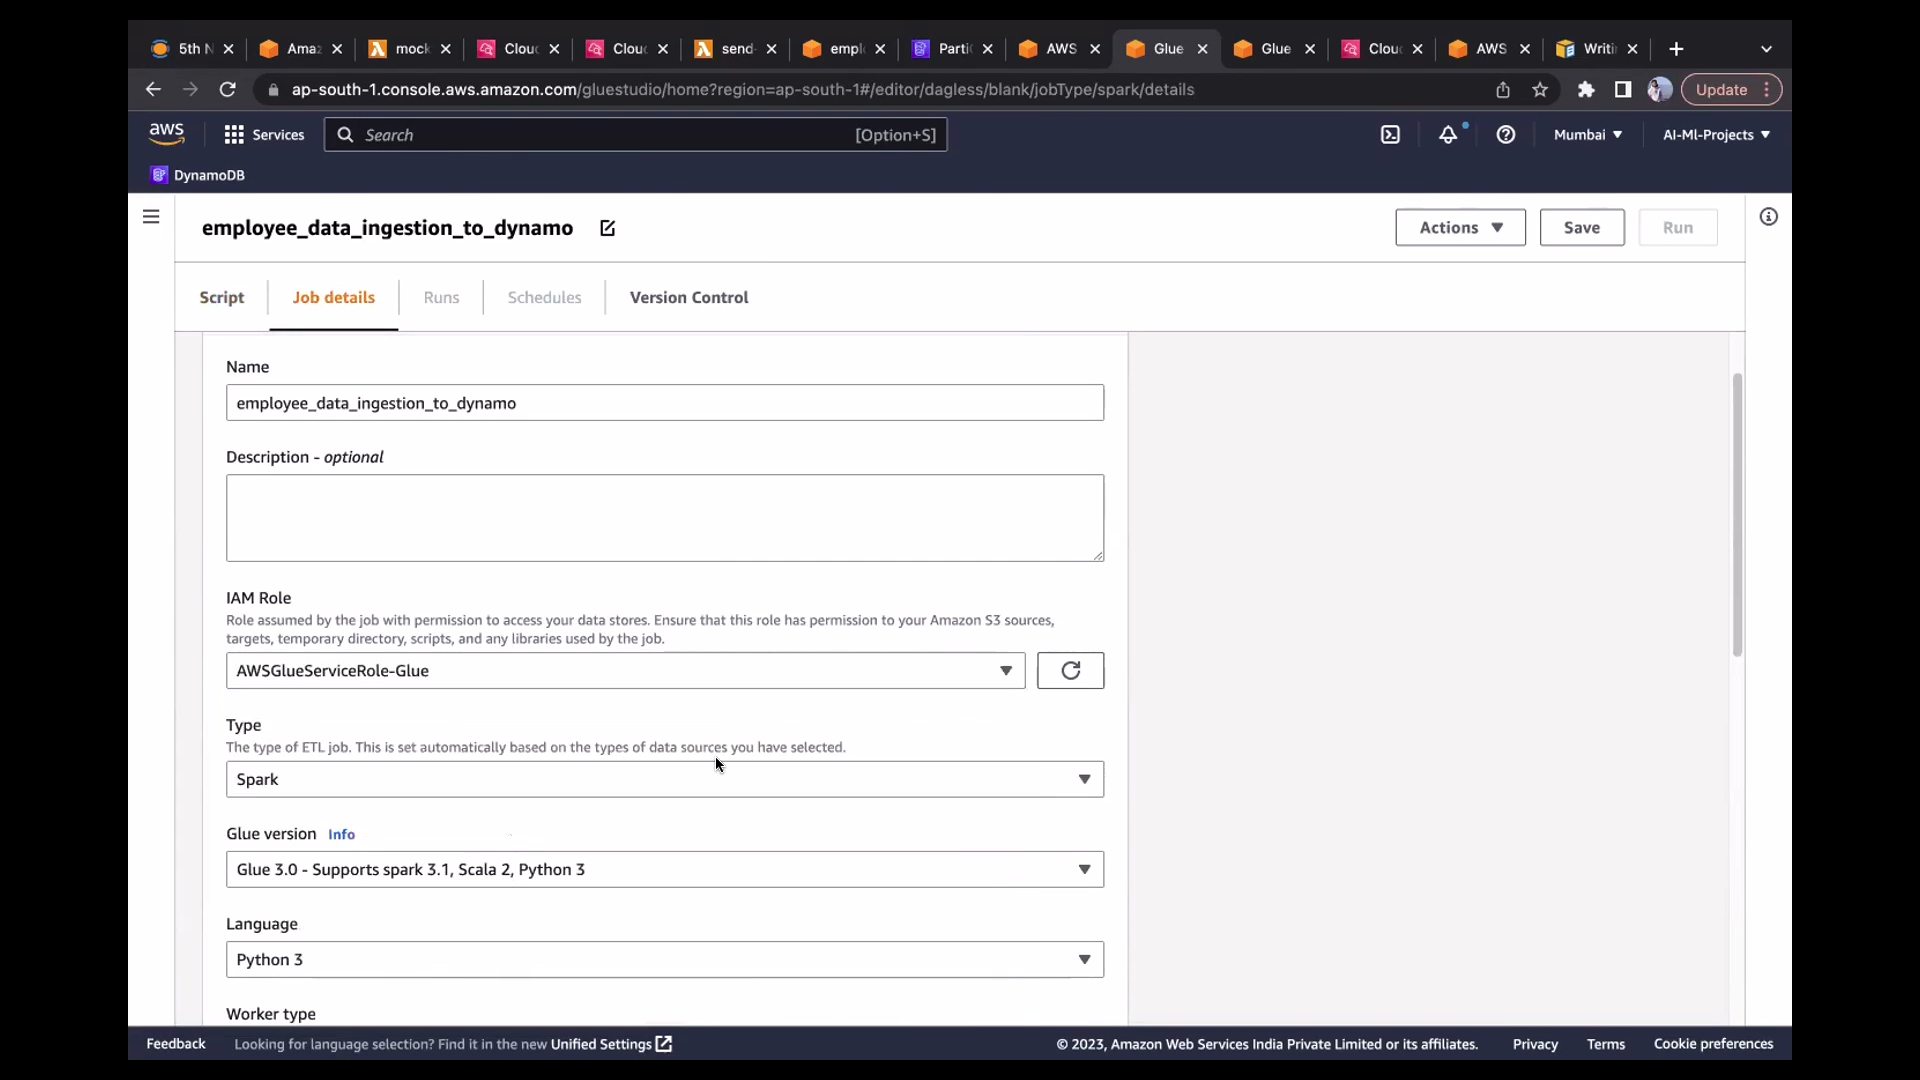 5th N
Ama
mock
Clou
Clou
send-
empl
Parti
AWS
Glue
Glue
Clou
AWS
Writi
ap-south-1.console.aws.amazon.com/gluestudio/home?region=ap-south-1#/editor/dagless/blank/jobType/spark/details
Update
aws
Services
Search
[Option+S]
Mumbai
AI-Ml-Projects
DynamoDB
employee_data_ingestion_to_dynamo
Actions
Save
Run
Script
Job details
Runs
Schedules
Version Control
Name
employee_data_ingestion_to_dynamo
Description - optional
IAM Role
Role assumed by the job with permission to access your data stores. Ensure that this role has permission to your Amazon S3 sources,
targets, temporary directory, scripts, and any libraries used by the job.
AWSGlueServiceRole-Glue
Type
The type of ETL job. This is set automatically based on the types of data sources you have selected.
Spark
Glue version Info
Glue 3.0 - Supports spark 3.1, Scala 2, Python 3
Language
Python 3
Worker type
Feedback
Looking for language selection? Find it in the new Unified Settings
© 2023, Amazon Web Services India Private Limited or its affiliates.
Privacy
Terms
Cookie preferences